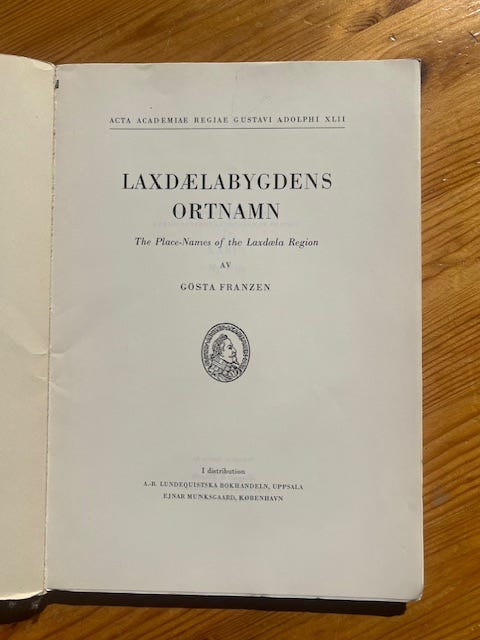 ACTA ACADEMIAE REGIAE GUSTAVI ADOLPHI XLII
LAXDÆLABYGDENS
ORTNAMN
The Place-Names of the Laxdæla Region
AV
GÖSTA FRANZEN
I distribution
A.-B. LUNDEQUISTSKA BOKHANDELN, UPPSALA
EJNAR MUNKSGAARD, KØBENHAVN